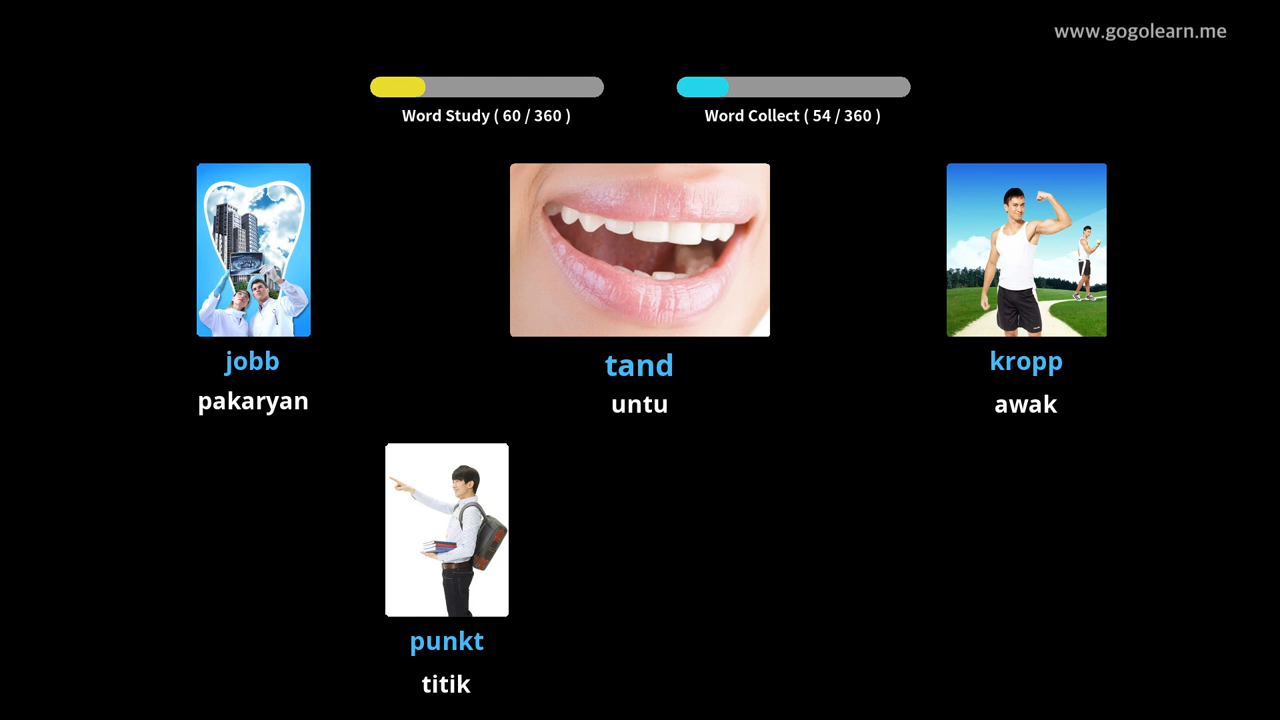 www.gogolearn.me
Word Study ( 60 / 360 )
Word Collect ( 54 / 360 )
jobb
pakaryan
tand
untu
kropp
awak
punkt
titik